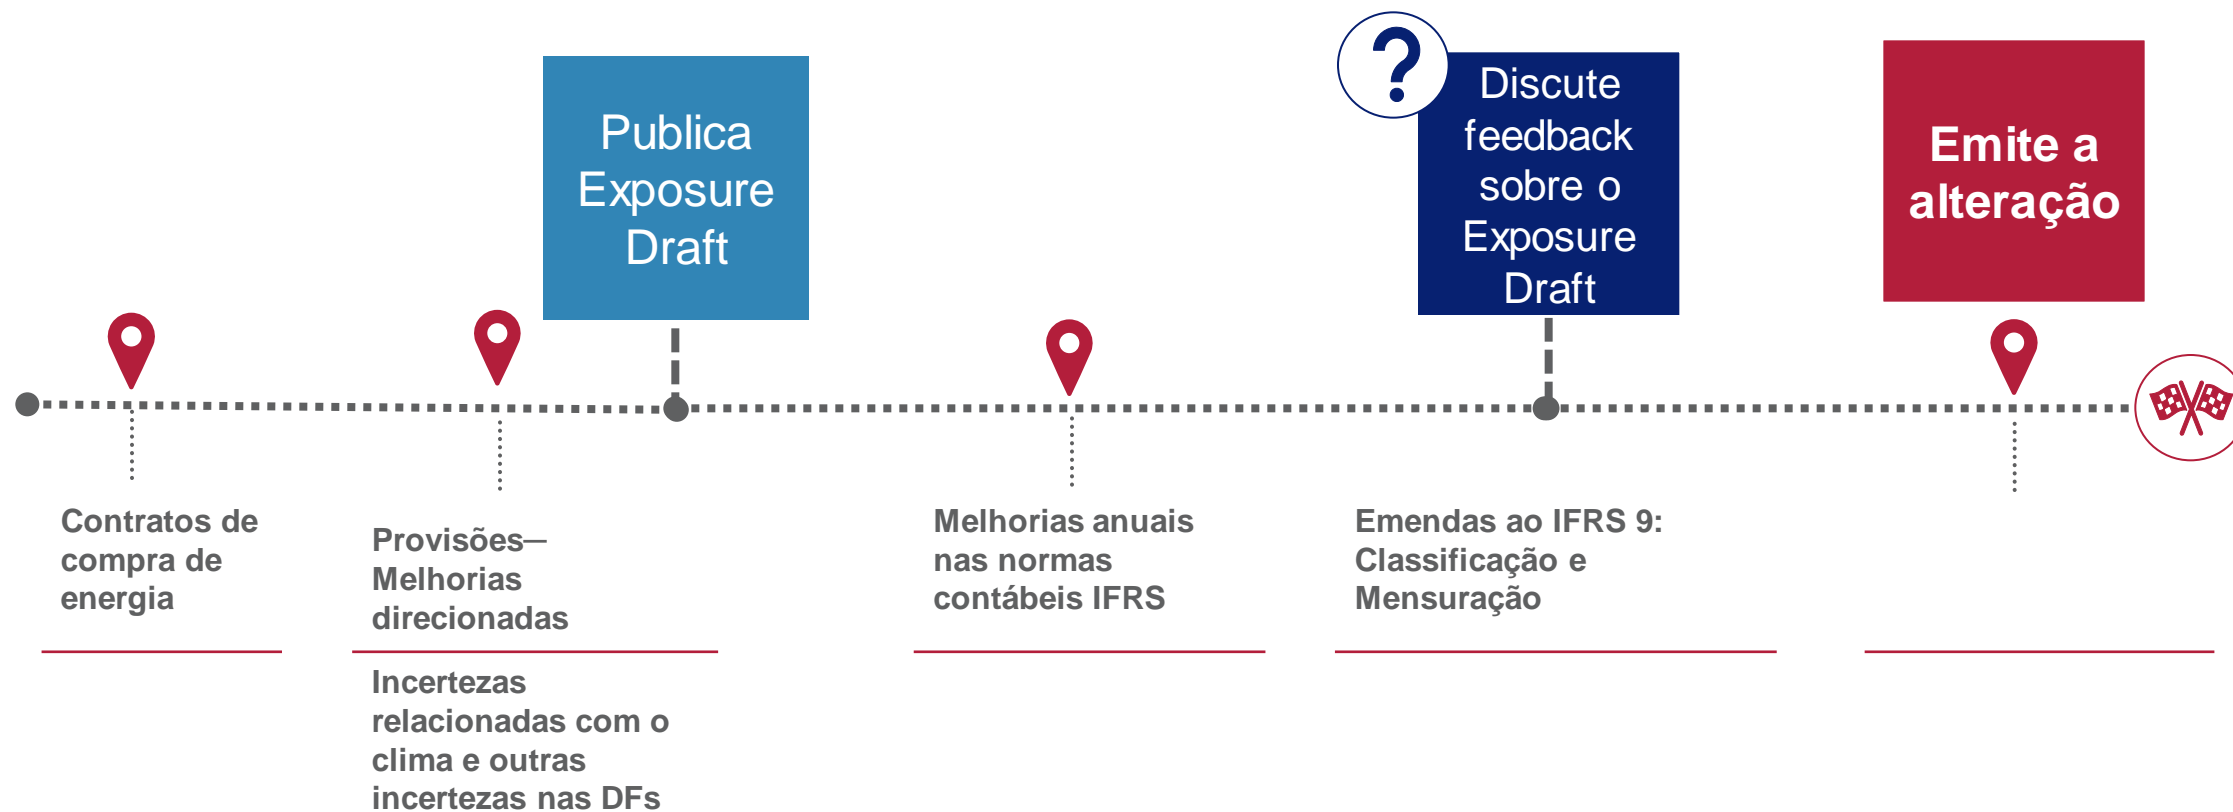 Publica
Exposure
Draft
?
Discute
feedback
sobre o
Exposure
Draft
Emite a
alteração
Contratos de
compra de
energia
Provisões—
Melhorias
direcionadas
Incertezas
relacionadas com o
clima e outras
incertezas nas DFs
Melhorias anuais
nas normas
contábeis IFRS
Emendas ao IFRS 9:
Classificação e
Mensuração